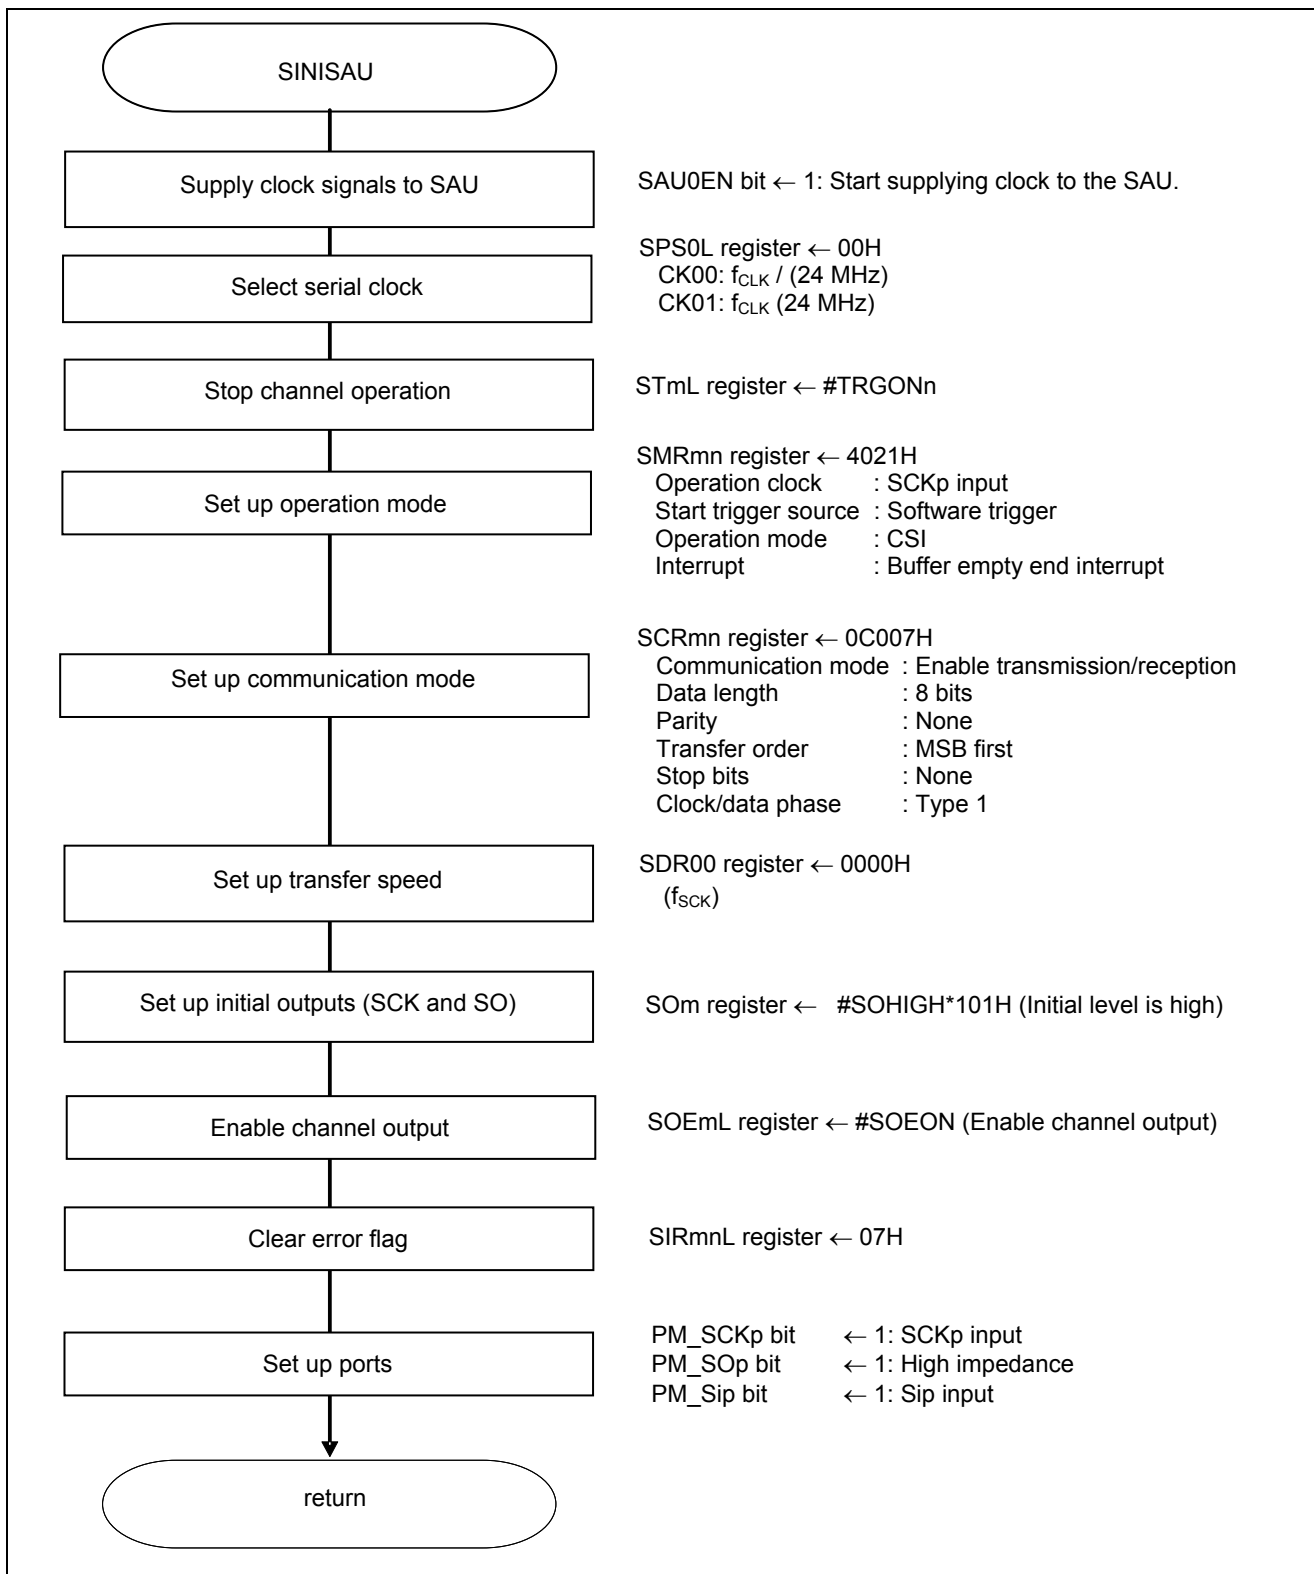 SINISAU
Supply clock signals to SAU
SAU0EN bit ← 1: Start supplying clock to the SAU.
Select serial clock
SPS0L register ← 00H
CK00: fCLK / (24 MHz)
CK01: fCLK (24 MHz)
Stop channel operation
STmL register ← #TRGONn
Set up operation mode
SMRmn register ← 4021H
Operation clock : SCKp input
Start trigger source : Software trigger
Operation mode : CSI
Interrupt : Buffer empty end interrupt
Set up communication mode
SCRmn register ← 0C007H
Communication mode : Enable transmission/reception
Data length : 8 bits
Parity : None
Transfer order : MSB first
Stop bits : None
Clock/data phase : Type 1
Set up transfer speed
SDR00 register ← 0000H
(fSCK)
Set up initial outputs (SCK and SO)
SOm register ← #SOHIGH*101H (Initial level is high)
Enable channel output
SOEmL register ← #SOEON (Enable channel output)
Clear error flag
SIRmnL register ← 07H
Set up ports
PM_SCKp bit ← 1: SCKp input
PM_SOp bit ← 1: High impedance
PM_Sip bit ← 1: Sip input
return